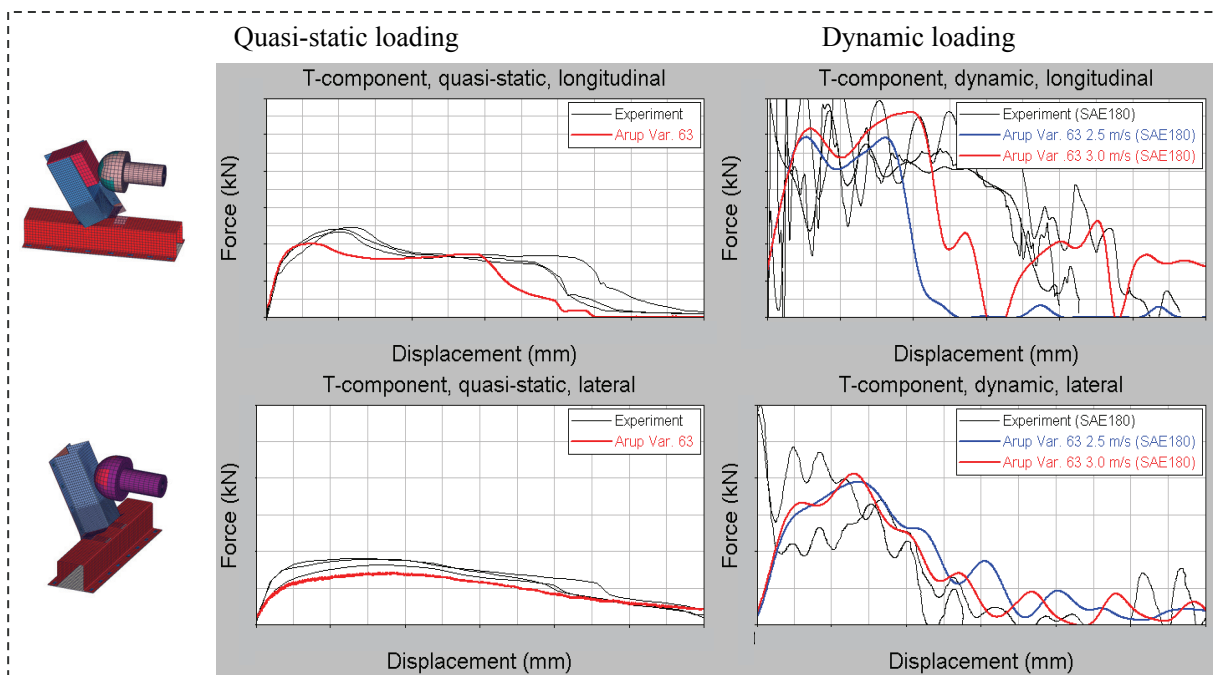 Quasi-static loading
Dynamic loading
T-component, quasi-static, longitudinal
Experiment
Arup Var. 63
Force (kN)
Displacement (mm)
T-component, dynamic, longitudinal
Experiment (SAE180)
Arup Var. 63 2.5 m/s (SAE180)
Arup Var .63 3.0 m/s (SAE180)
Force (kN)
Displacement (mm)
T-component, quasi-static, lateral
Experiment
Arup Var. 63
Force (kN)
Displacement (mm)
T-component, dynamic, lateral
Experiment (SAE180)
Arup Var. 63 2.5 m/s (SAE180)
Arup Var. 63 3.0 m/s (SAE180)
Force (kN)
Displacement (mm)